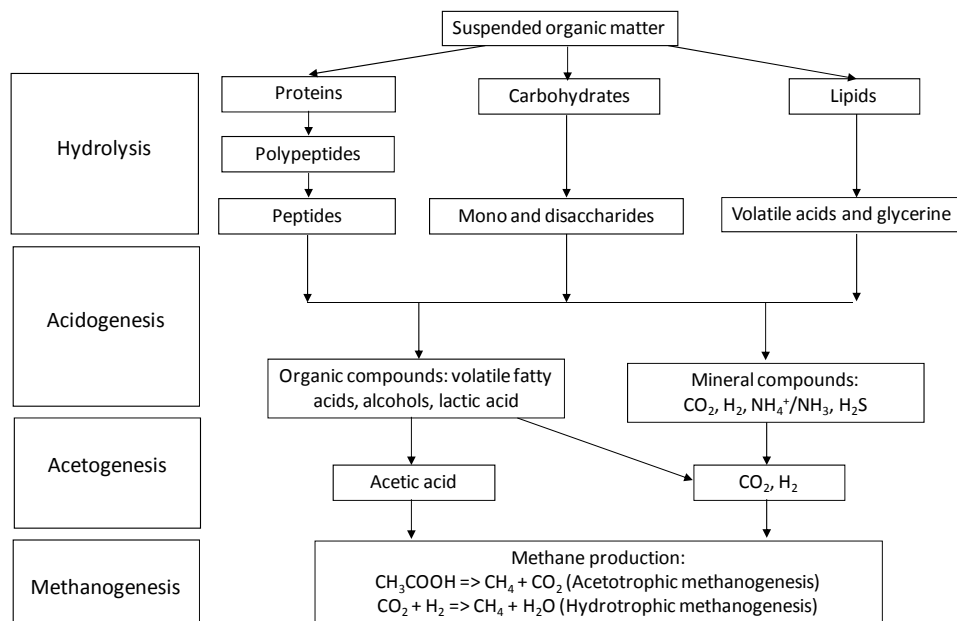 Suspended organic matter
Hydrolysis
Proteins
Carbohydrates
Lipids
Polypeptides
Peptides
Mono and disaccharides
Volatile acids and glycerine
Acidogenesis
Organic compounds: volatile fatty
acids, alcohols, lactic acid
Mineral compounds:
CO₂, H₂, NH₄⁺/NH₃, H₂S
Acetogenesis
Acetic acid
CO₂, H₂
Methanogenesis
Methane production:
CH₃COOH => CH₄ + CO₂ (Acetotrophic methanogenesis)
CO₂ + H₂ => CH₄ + H₂O (Hydrotrophic methanogenesis)